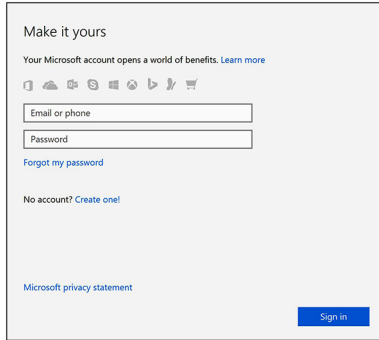 Make it yours
Your Microsoft account opens a world of benefits. Learn more
Email or phone
Password
Forgot my password
No account? Create one!
Microsoft privacy statement
Sign in